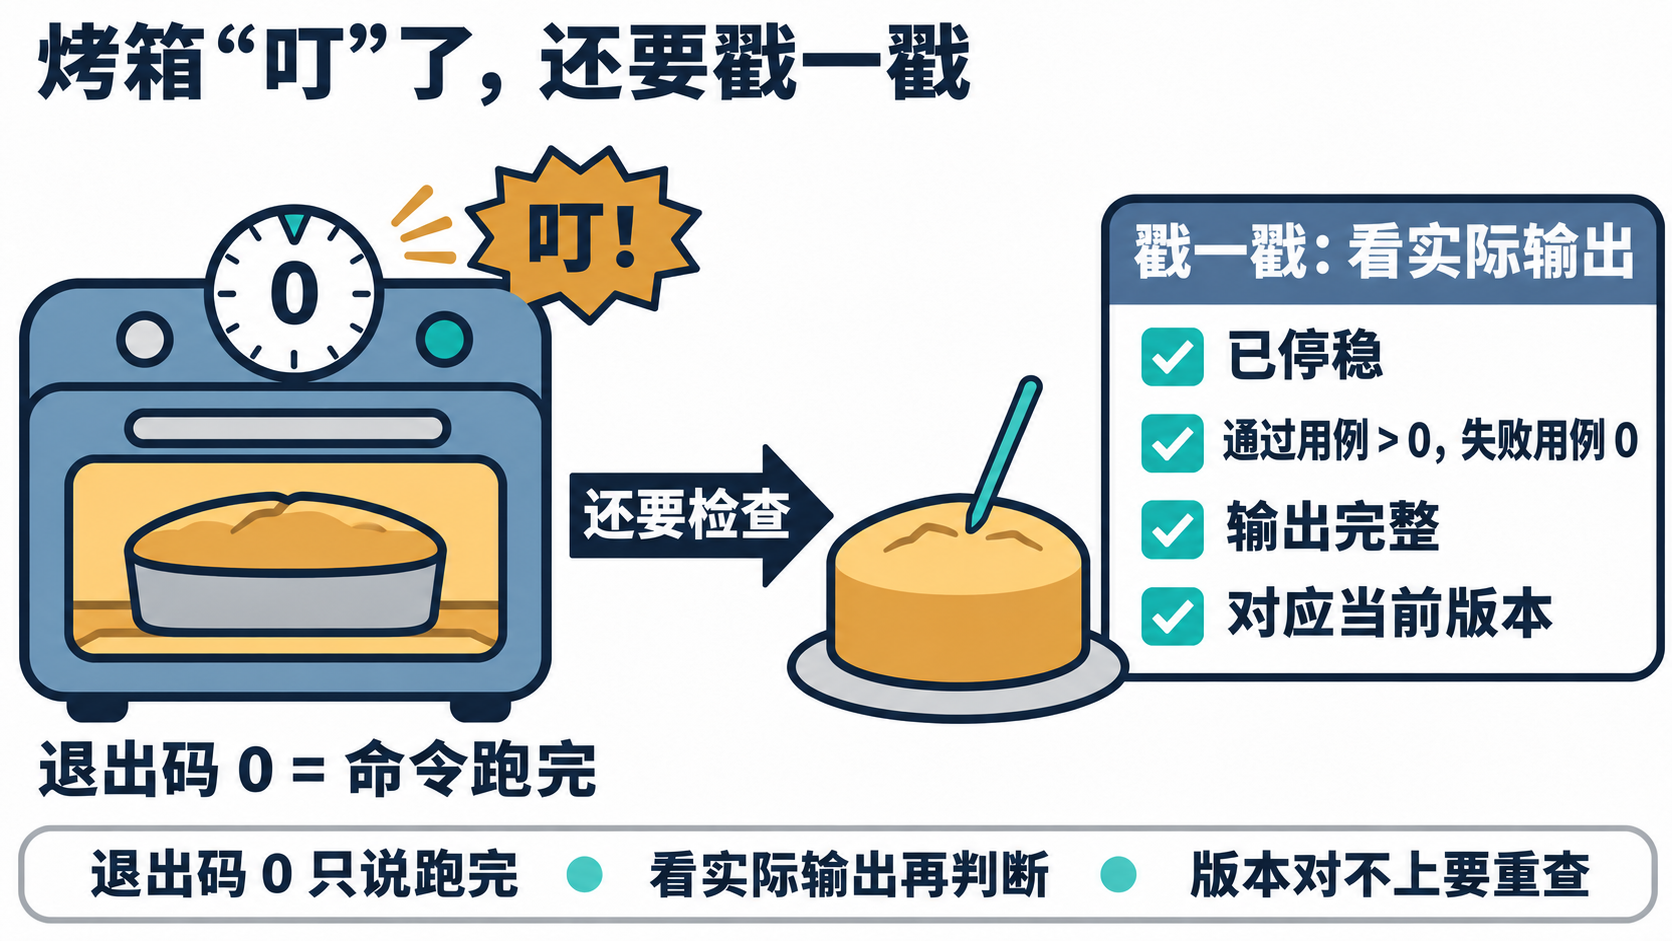 烤箱“叮”了，还要戳一戳
叮！
0
戳一戳：看实际输出
已停稳
通过用例 > 0，失败用例 0
还要检查
输出完整
对应当前版本
退出码 0 = 命令跑完
退出码 0 只说跑完 ● 看实际输出再判断 ● 版本对不上要重查